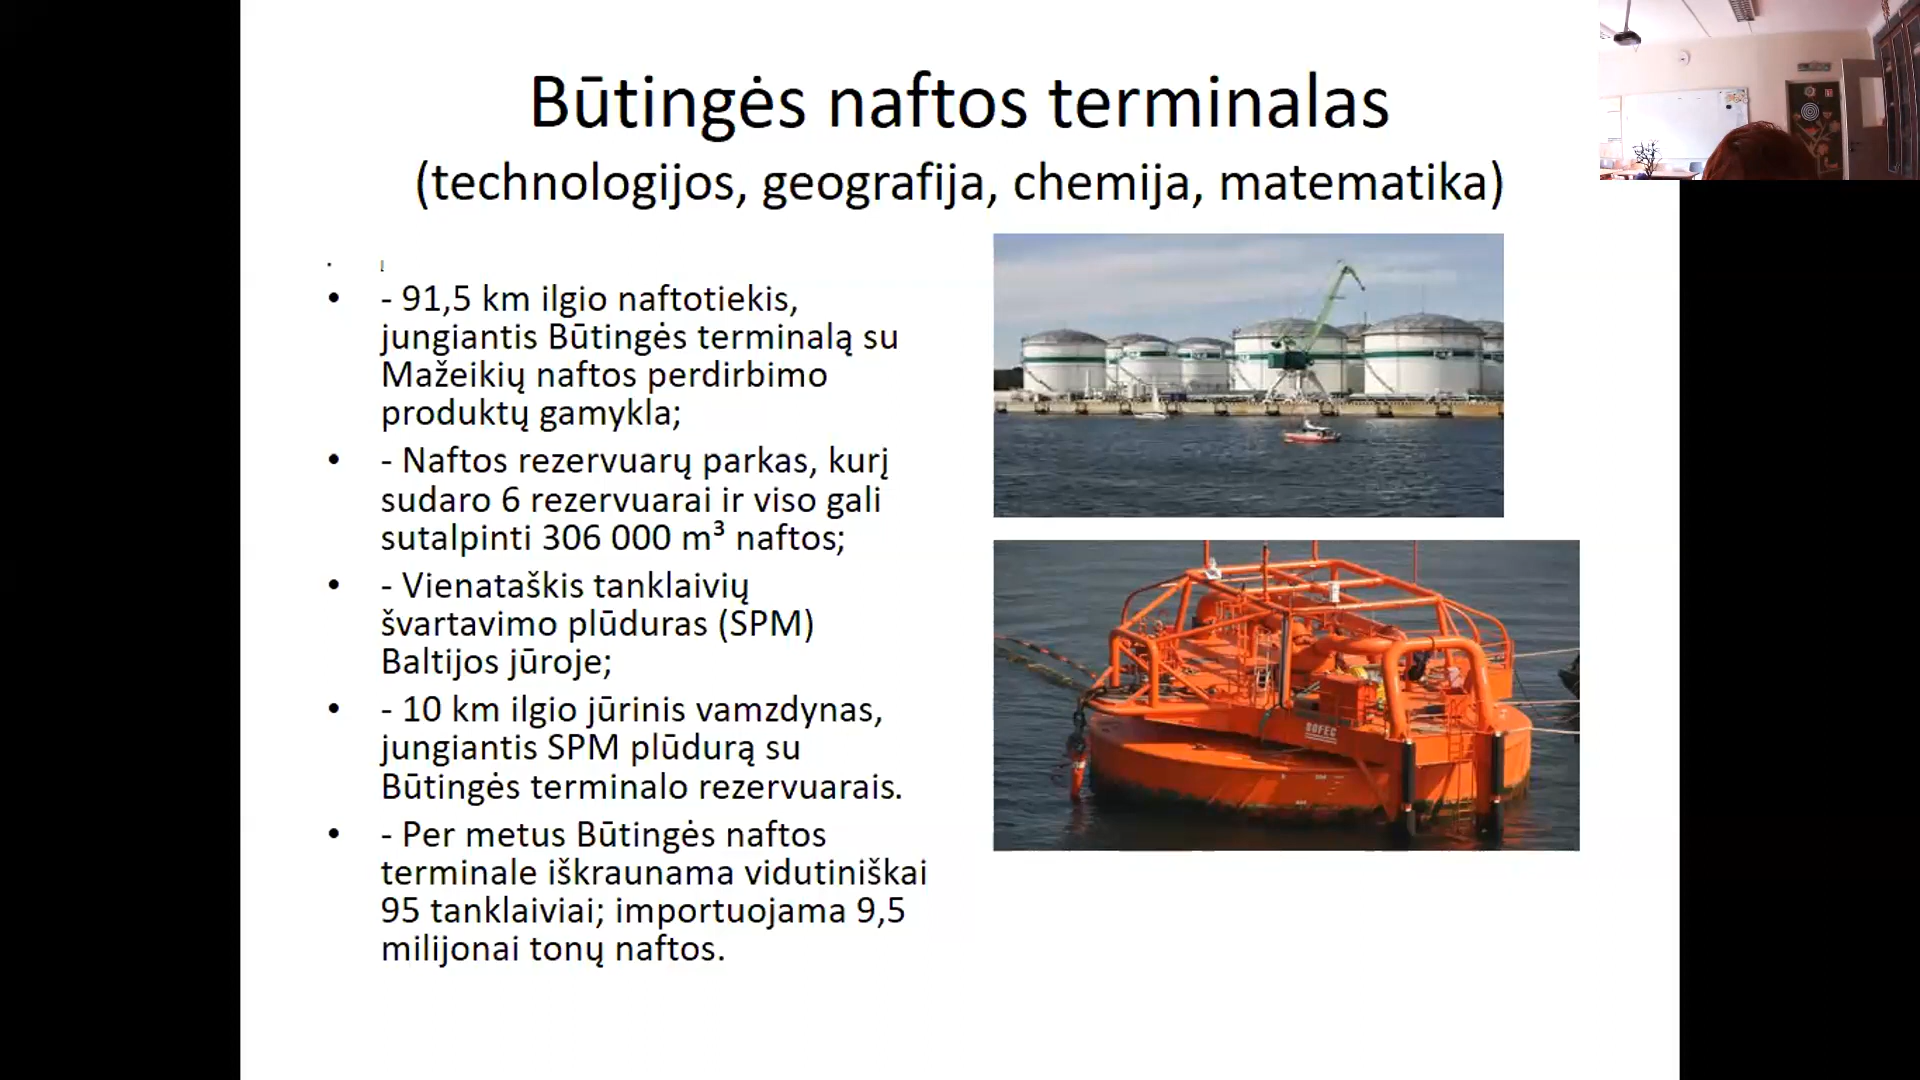 Būtingės naftos terminalas
(technologijos, geografija, chemija, matematika)
• - 91,5 km ilgio naftotiekis,
jungiantis Būtingės terminalą su
Mažeikių naftos perdirbimo
produktų gamykla;
• - Naftos rezervuarų parkas, kurį
sudaro 6 rezervuarai ir viso gali
sutalpinti 306 000 m³ naftos;
• - Vienataškis tanklaivių
švartavimo plūduras (SPM)
Baltijos jūroje;
• - 10 km ilgio jūrinis vamzdynas,
jungiantis SPM plūdurą su
Būtingės terminalo rezervuarais.
• - Per metus Būtingės naftos
terminale iškraunama vidutiniškai
95 tanklaiviai; importuojama 9,5
milijonai tonų naftos.
SOFEC